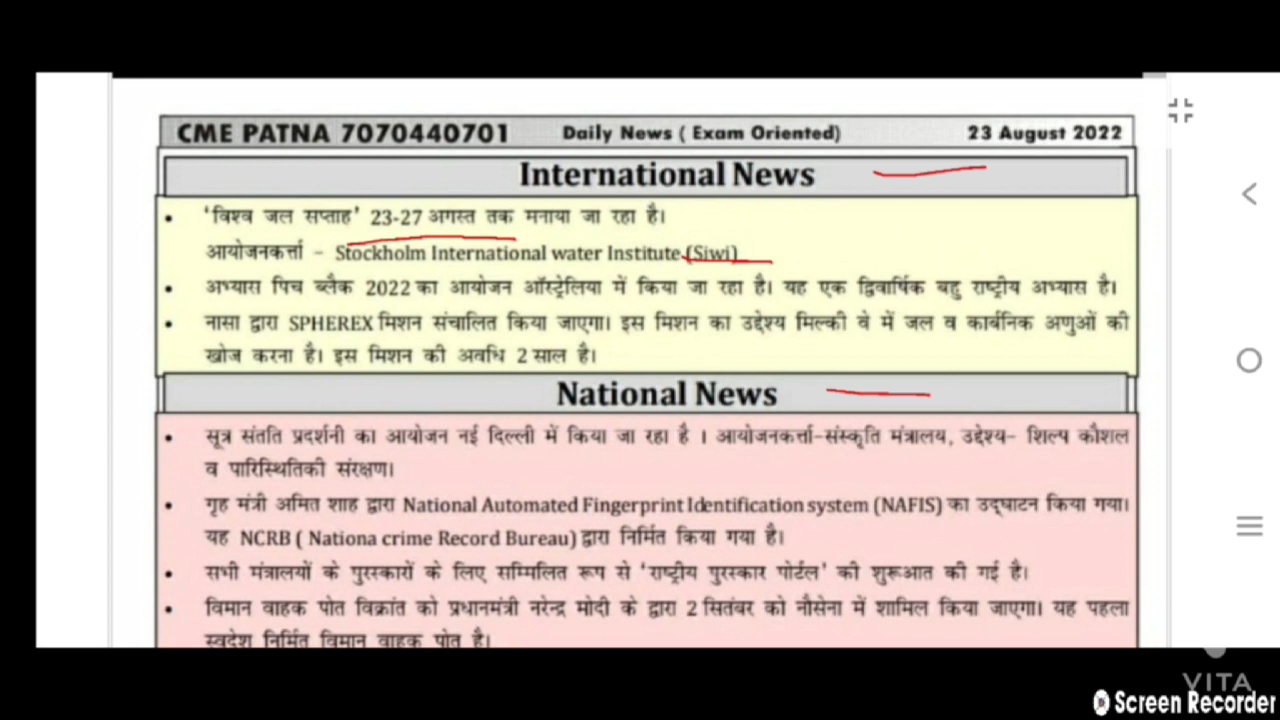 CME PATNA 7070440701 Daily News ( Exam Oriented) 23 August 2022
International News
• 'विश्व जल सप्ताह' 23-27 अगस्त तक मनाया जा रहा है।
आयोजनकर्त्ता – Stockholm International water Institute (Siwi)
• अभ्यास पिच ब्लैक 2022 का आयोजन ऑस्ट्रेलिया में किया जा रहा है। यह एक द्विवार्षिक बहु राष्ट्रीय अभ्यास है।
• नासा द्वारा SPHEREX मिशन संचालित किया जाएगा। इस मिशन का उद्देश्य मिल्की वे में जल व कार्बनिक अणुओं की
खोज करना है। इस मिशन की अवधि 2 साल है।
National News
• सूत्र संतति प्रदर्शनी का आयोजन नई दिल्ली में किया जा रहा है । आयोजनकर्त्ता–संस्कृति मंत्रालय, उद्देश्य– शिल्प कौशल
व पारिस्थितिकी संरक्षण।
• गृह मंत्री अमित शाह द्वारा National Automated Fingerprint Identification system (NAFIS) का उद्घाटन किया गया।
यह NCRB ( Nationa crime Record Bureau) द्वारा निर्मित किया गया है।
• सभी मंत्रालयों के पुरस्कारों के लिए सम्मिलित रूप से 'राष्ट्रीय पुरस्कार पोर्टल' की शुरूआत की गई है।
• विमान वाहक पोत विक्रांत को प्रधानमंत्री नरेन्द्र मोदी के द्वारा 2 सितंबर को नौसेना में शामिल किया जाएगा। यह पहला
स्वदेश निर्मित विमान वाहक पोत है।
VITA
Screen Recorder